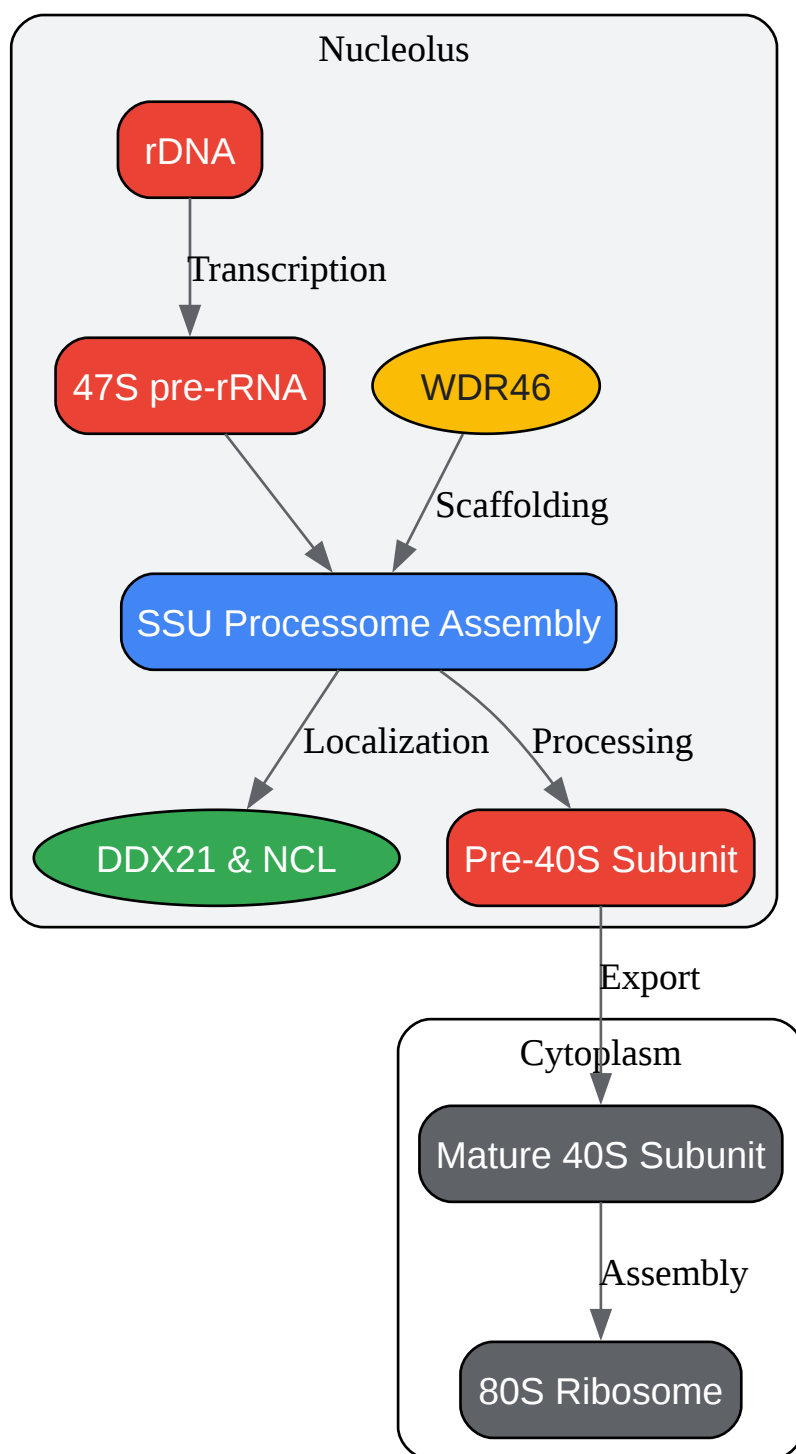 Nucleolus
rDNA
Transcription
47S pre-rRNA
WDR46
Scaffolding
SSU Processome Assembly
Localization
Processing
DDX21 & NCL
Pre-40S Subunit
Export
Cytoplasm
Mature 40S Subunit
Assembly
80S Ribosome